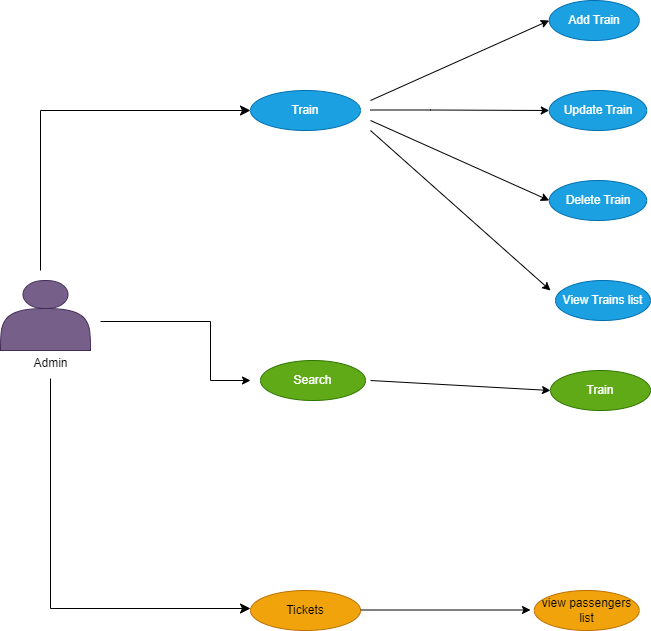 Add Train
Train
Update Train
Delete Train
View Trains list
Admin
Search
Train
Tickets
view passengers
list